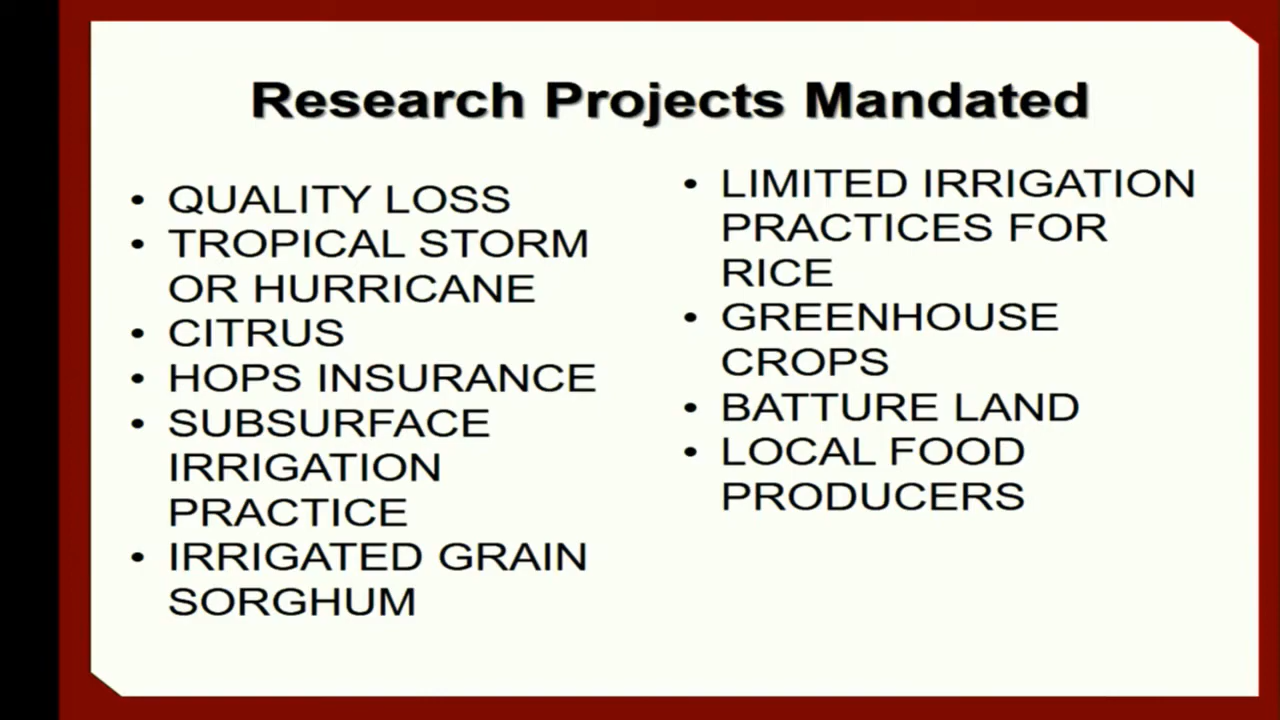 Research Projects Mandated
• QUALITY LOSS
• TROPICAL STORM
OR HURRICANE
• CITRUS
• HOPS INSURANCE
• SUBSURFACE
IRRIGATION
PRACTICE
• IRRIGATED GRAIN
SORGHUM
• LIMITED IRRIGATION
PRACTICES FOR
RICE
• GREENHOUSE
CROPS
• BATTURE LAND
• LOCAL FOOD
PRODUCERS